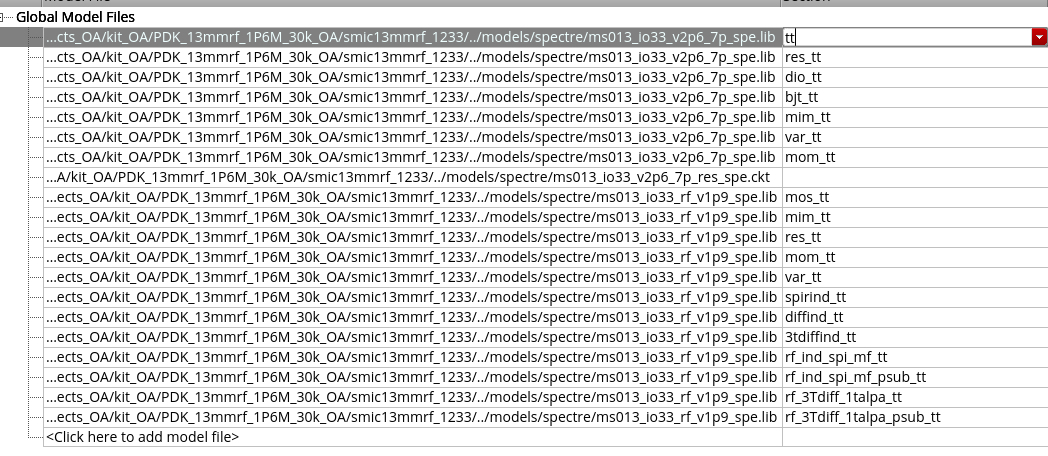 Global Model Files
...cts_OA/kit_OA/PDK_13mmrf_1P6M_30k_OA/smic13mmrf_1233/../models/spectre/ms013_io33_v2p6_7p_spe.lib tt
...cts_OA/kit_OA/PDK_13mmrf_1P6M_30k_OA/smic13mmrf_1233/../models/spectre/ms013_io33_v2p6_7p_spe.lib res_tt
...cts_OA/kit_OA/PDK_13mmrf_1P6M_30k_OA/smic13mmrf_1233/../models/spectre/ms013_io33_v2p6_7p_spe.lib dio_tt
...cts_OA/kit_OA/PDK_13mmrf_1P6M_30k_OA/smic13mmrf_1233/../models/spectre/ms013_io33_v2p6_7p_spe.lib bjt_tt
...cts_OA/kit_OA/PDK_13mmrf_1P6M_30k_OA/smic13mmrf_1233/../models/spectre/ms013_io33_v2p6_7p_spe.lib mim_tt
...cts_OA/kit_OA/PDK_13mmrf_1P6M_30k_OA/smic13mmrf_1233/../models/spectre/ms013_io33_v2p6_7p_spe.lib var_tt
...cts_OA/kit_OA/PDK_13mmrf_1P6M_30k_OA/smic13mmrf_1233/../models/spectre/ms013_io33_v2p6_7p_spe.lib mom_tt
...A/kit_OA/PDK_13mmrf_1P6M_30k_OA/smic13mmrf_1233/../models/spectre/ms013_io33_v2p6_7p_res_spe.ckt
...ects_OA/kit_OA/PDK_13mmrf_1P6M_30k_OA/smic13mmrf_1233/../models/spectre/ms013_io33_rf_v1p9_spe.lib mos_tt
...ects_OA/kit_OA/PDK_13mmrf_1P6M_30k_OA/smic13mmrf_1233/../models/spectre/ms013_io33_rf_v1p9_spe.lib mim_tt
...ects_OA/kit_OA/PDK_13mmrf_1P6M_30k_OA/smic13mmrf_1233/../models/spectre/ms013_io33_rf_v1p9_spe.lib res_tt
...ects_OA/kit_OA/PDK_13mmrf_1P6M_30k_OA/smic13mmrf_1233/../models/spectre/ms013_io33_rf_v1p9_spe.lib mom_tt
...ects_OA/kit_OA/PDK_13mmrf_1P6M_30k_OA/smic13mmrf_1233/../models/spectre/ms013_io33_rf_v1p9_spe.lib var_tt
...ects_OA/kit_OA/PDK_13mmrf_1P6M_30k_OA/smic13mmrf_1233/../models/spectre/ms013_io33_rf_v1p9_spe.lib spirind_tt
...ects_OA/kit_OA/PDK_13mmrf_1P6M_30k_OA/smic13mmrf_1233/../models/spectre/ms013_io33_rf_v1p9_spe.lib diffind_tt
...ects_OA/kit_OA/PDK_13mmrf_1P6M_30k_OA/smic13mmrf_1233/../models/spectre/ms013_io33_rf_v1p9_spe.lib 3tdiffind_tt
...ects_OA/kit_OA/PDK_13mmrf_1P6M_30k_OA/smic13mmrf_1233/../models/spectre/ms013_io33_rf_v1p9_spe.lib rf_ind_spi_mf_tt
...ects_OA/kit_OA/PDK_13mmrf_1P6M_30k_OA/smic13mmrf_1233/../models/spectre/ms013_io33_rf_v1p9_spe.lib rf_ind_spi_mf_psub_tt
...ects_OA/kit_OA/PDK_13mmrf_1P6M_30k_OA/smic13mmrf_1233/../models/spectre/ms013_io33_rf_v1p9_spe.lib rf_3Tdiff_1talpa_tt
...ects_OA/kit_OA/PDK_13mmrf_1P6M_30k_OA/smic13mmrf_1233/../models/spectre/ms013_io33_rf_v1p9_spe.lib rf_3Tdiff_1talpa_psub_tt
<Click here to add model file>